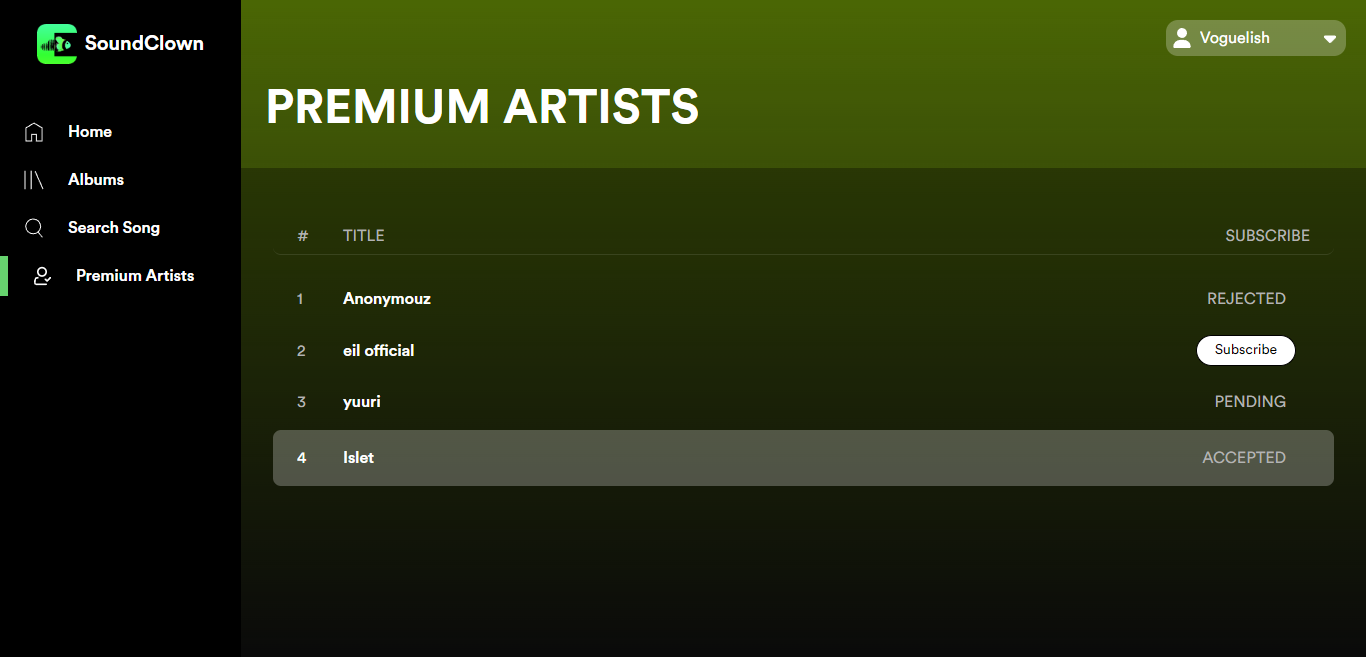 SoundClown
Home
Albums
Search Song
Premium Artists
Voguelish
PREMIUM ARTISTS
# TITLE SUBSCRIBE
1 Anonymouz REJECTED
2 eil official Subscribe
3 yuuri PENDING
4 Islet ACCEPTED